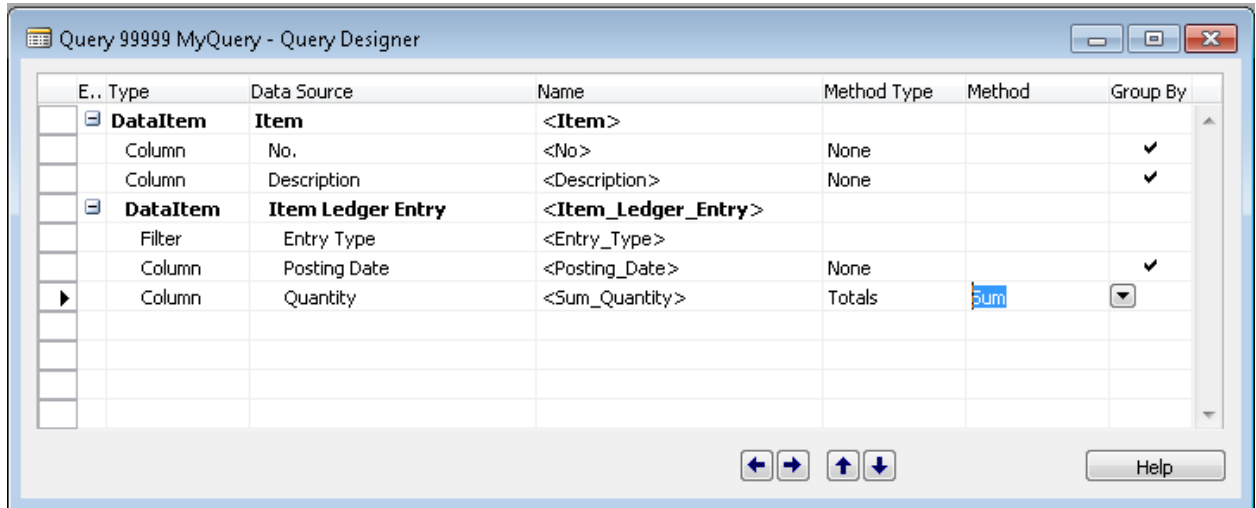 Query 99999 MyQuery - Query Designer
E.. Type Data Source Name Method Type Method Group By
DataItem Item <Item>
Column No. <No> None
Column Description <Description> None
DataItem Item Ledger Entry <Item_Ledger_Entry>
Filter Entry Type <Entry_Type>
Column Posting Date <Posting_Date> None
Column Quantity <Sum_Quantity> Totals Sum
Help